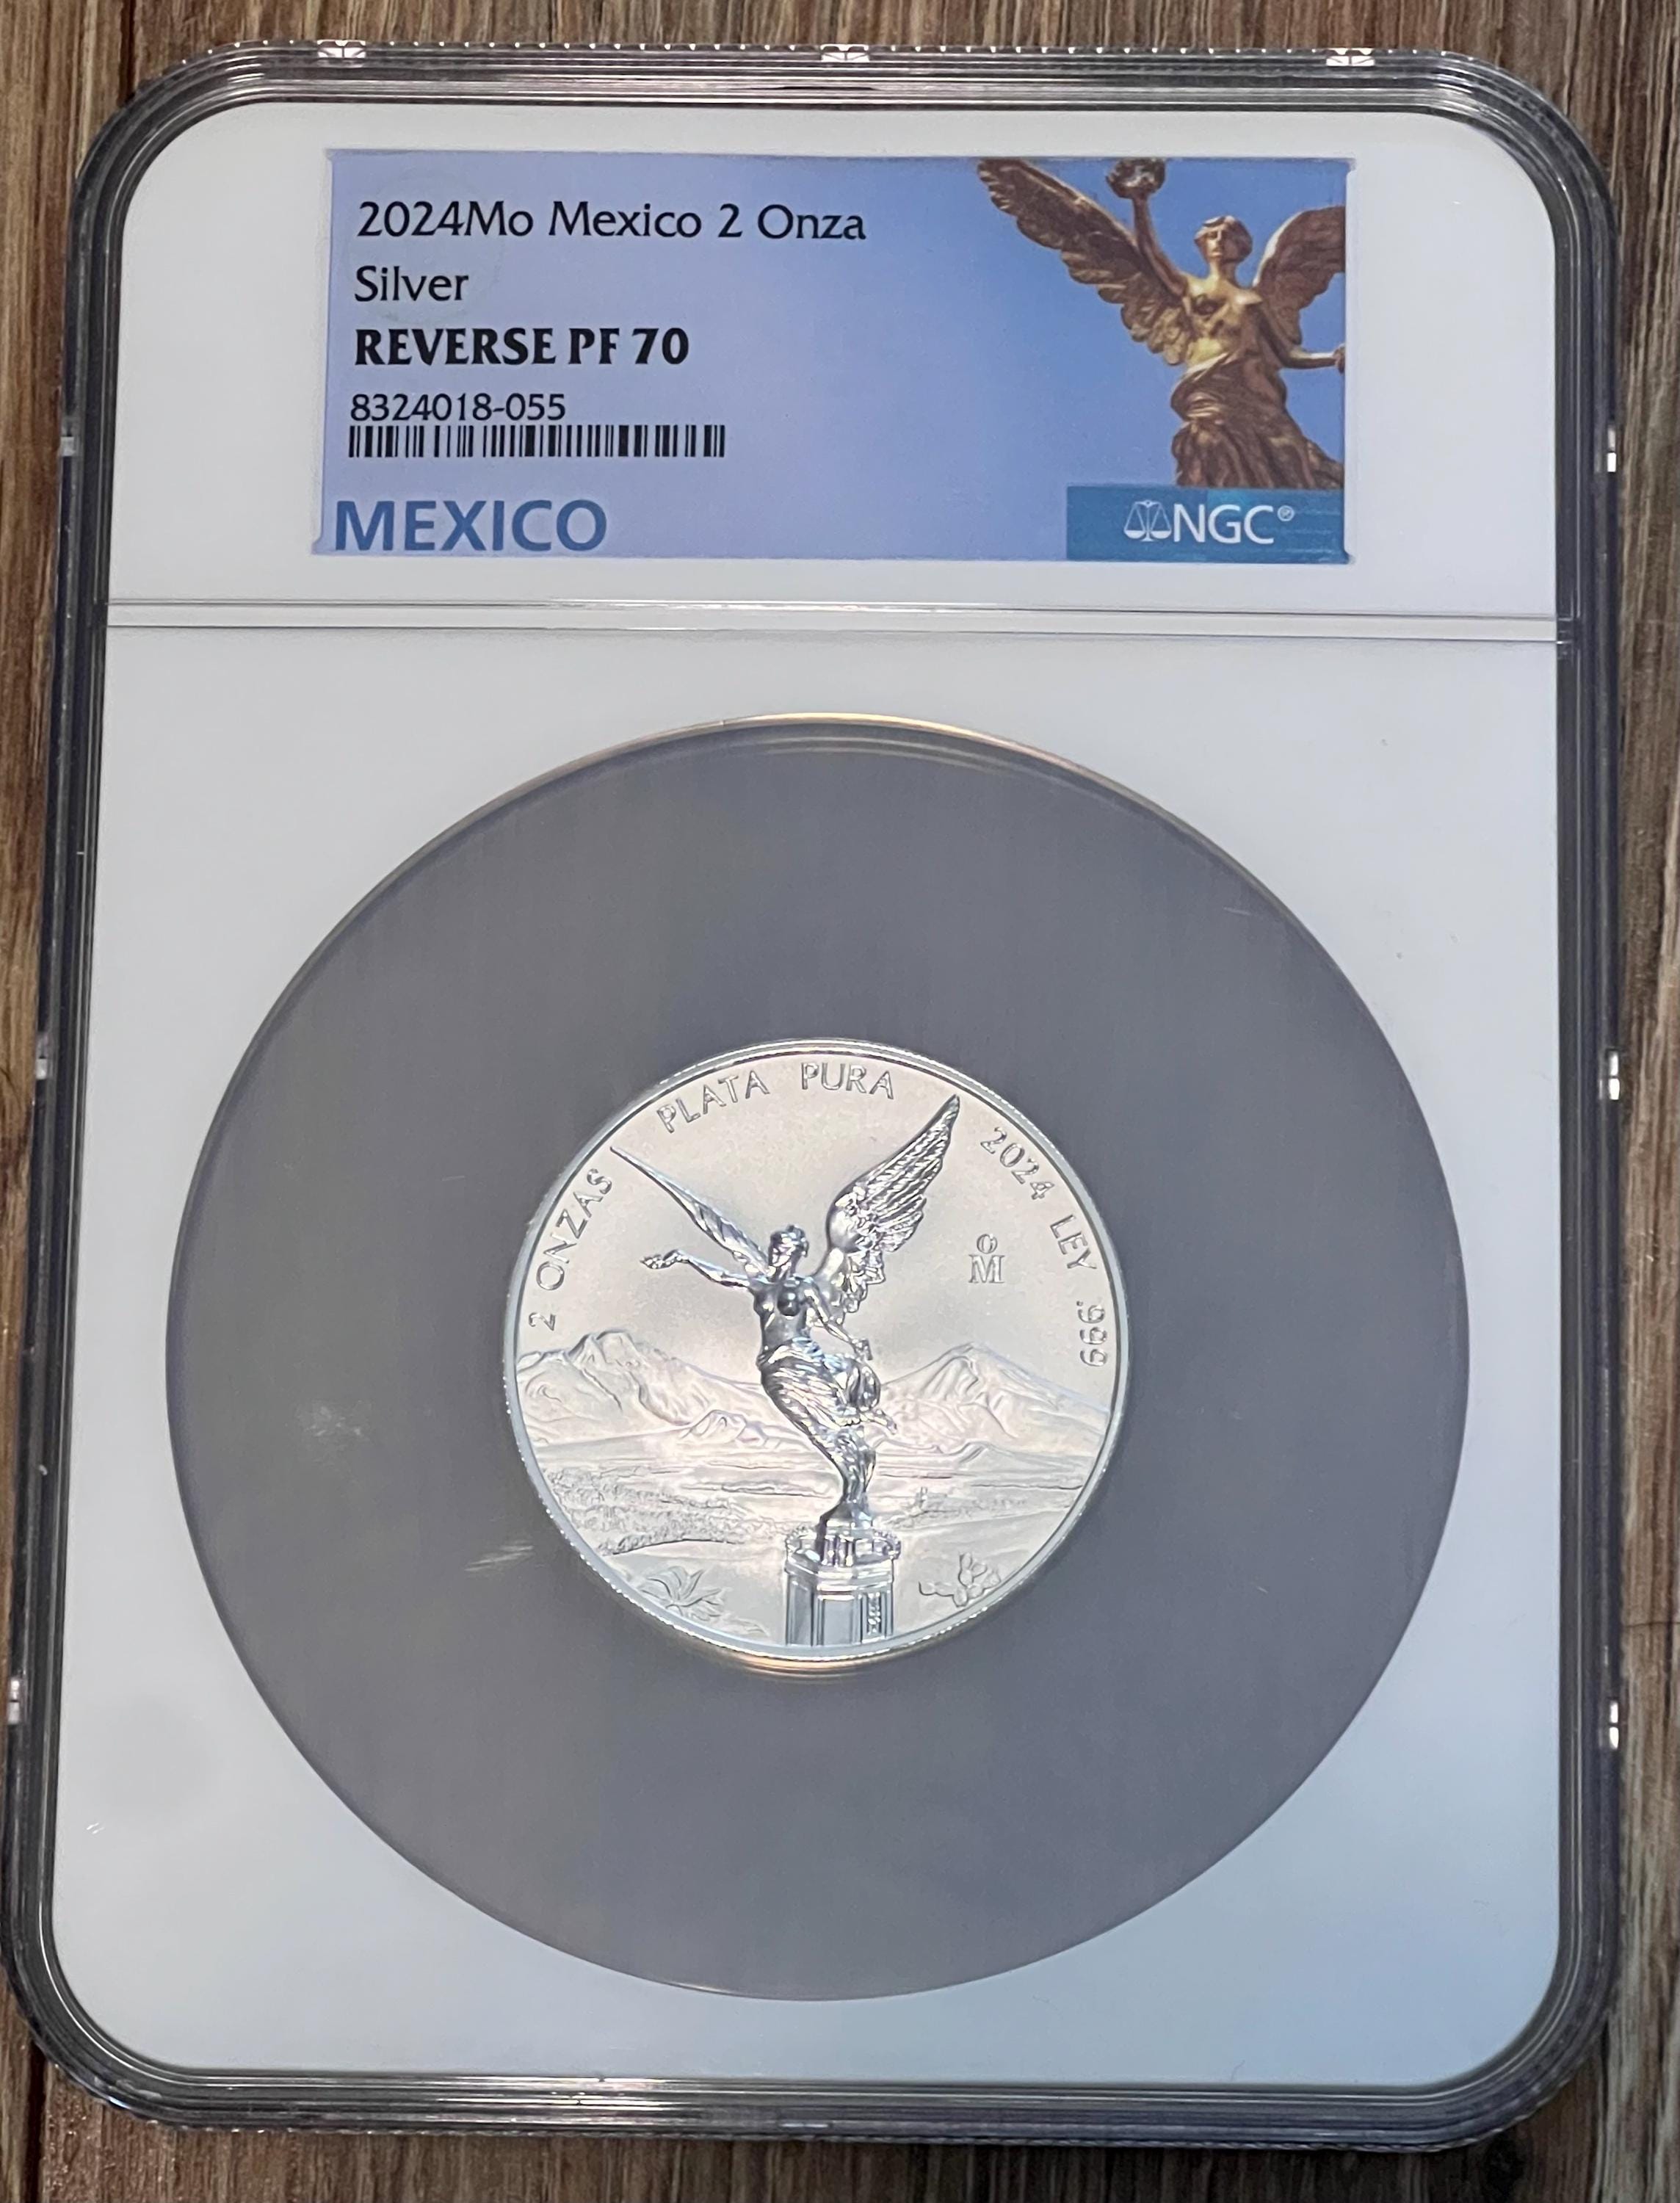 2024Mo Mexico 2 Onza
Silver
REVERSE PF 70
8324018-055
MEXICO
NGC®
2 ONZAS PLATA PURA 2024 LEY .999
oM